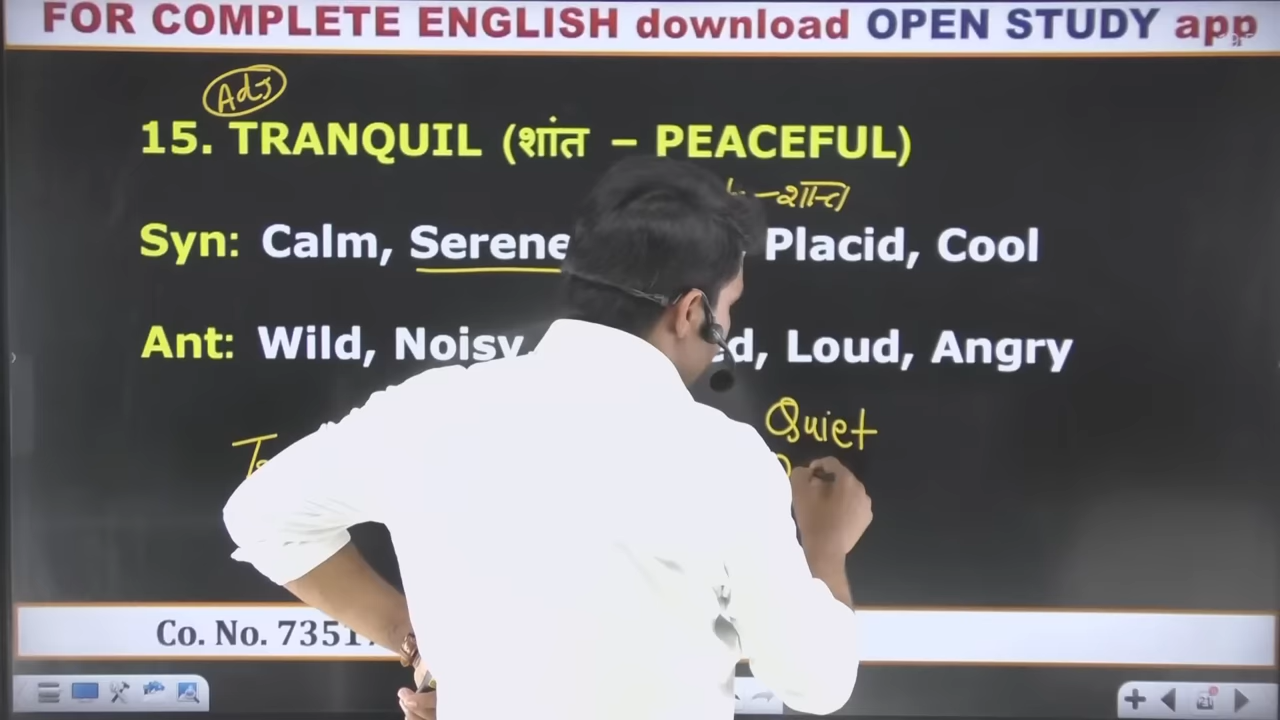 FOR COMPLETE ENGLISH download OPEN STUDY app
Adj
15. TRANQUIL (शांत – PEACEFUL)
–शान्त
Syn: Calm, Serene Placid, Cool
Ant: Wild, Noisy, Loud, Angry
Quiet
Co. No. 7351